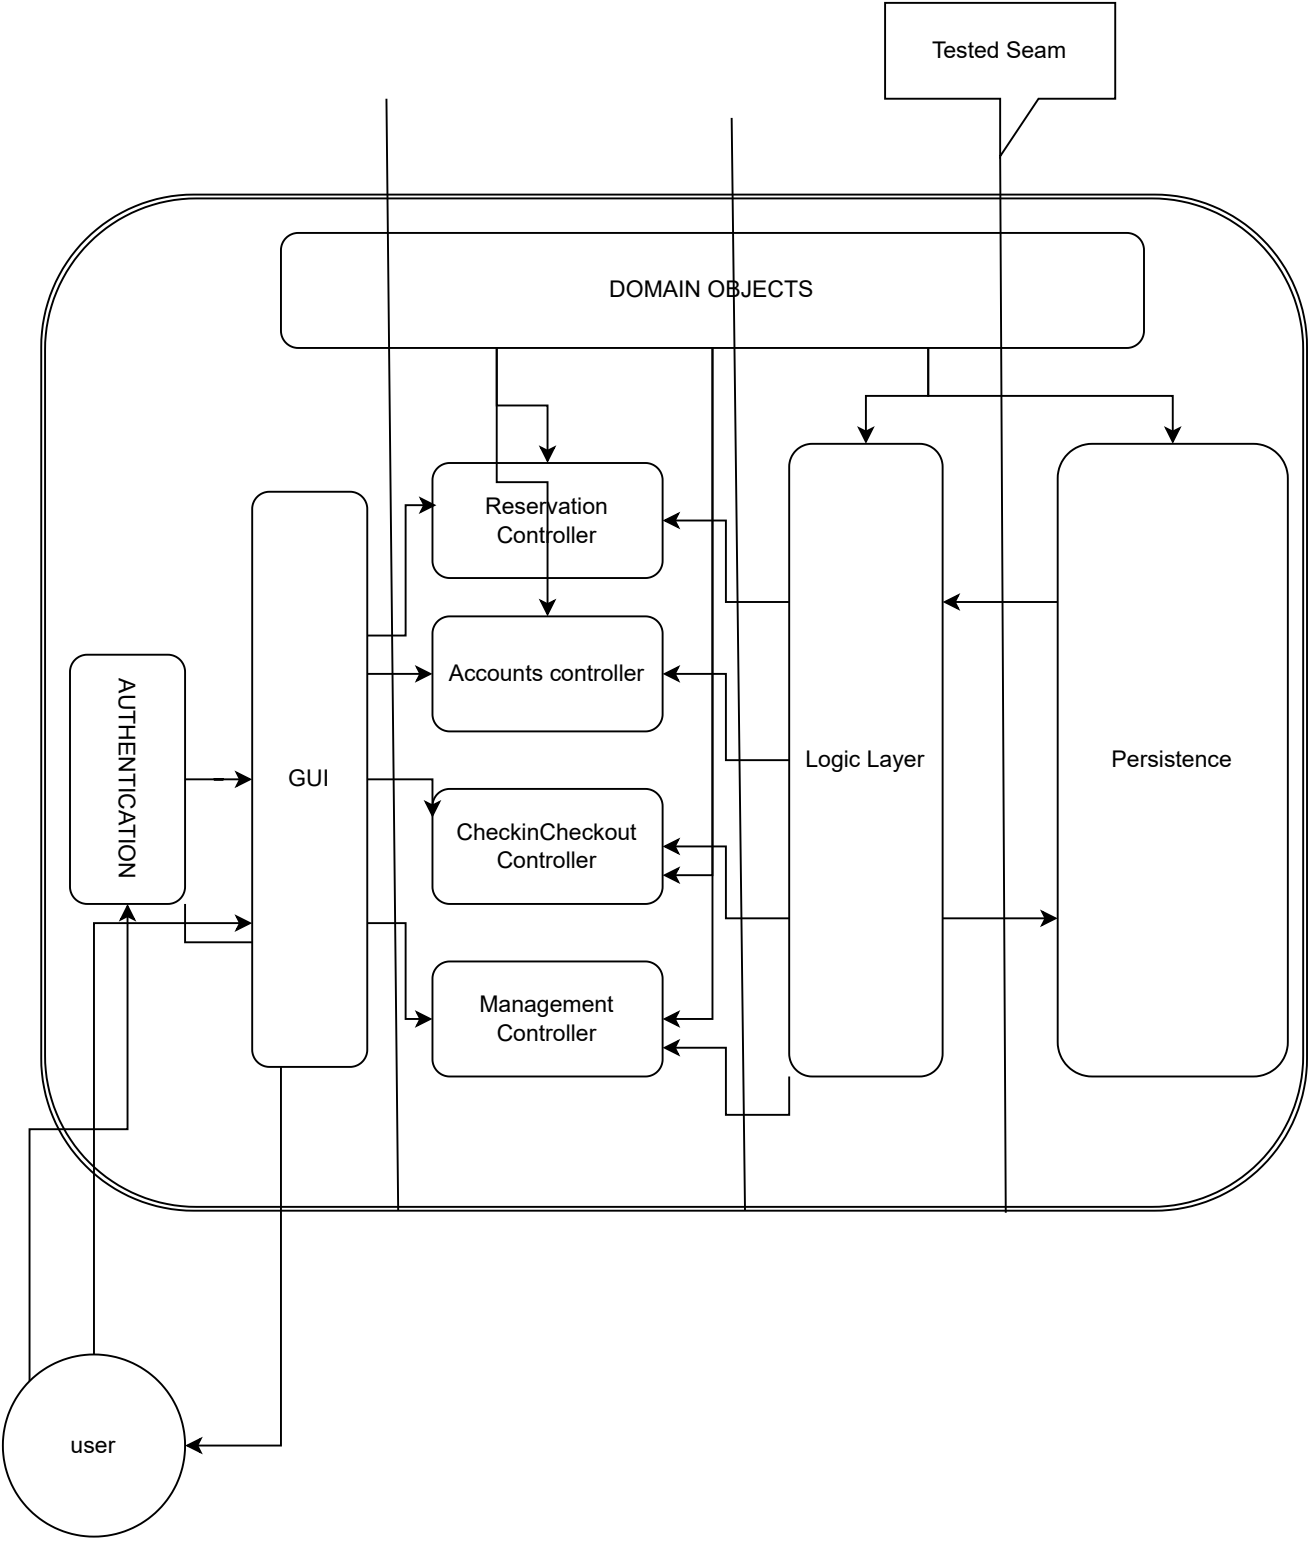 Tested Seam
DOMAIN OBJECTS
Reservation
Controller
Accounts controller
AUTHENTICATION
GUI
Logic Layer
Persistence
CheckinCheckout
Controller
Management
Controller
user